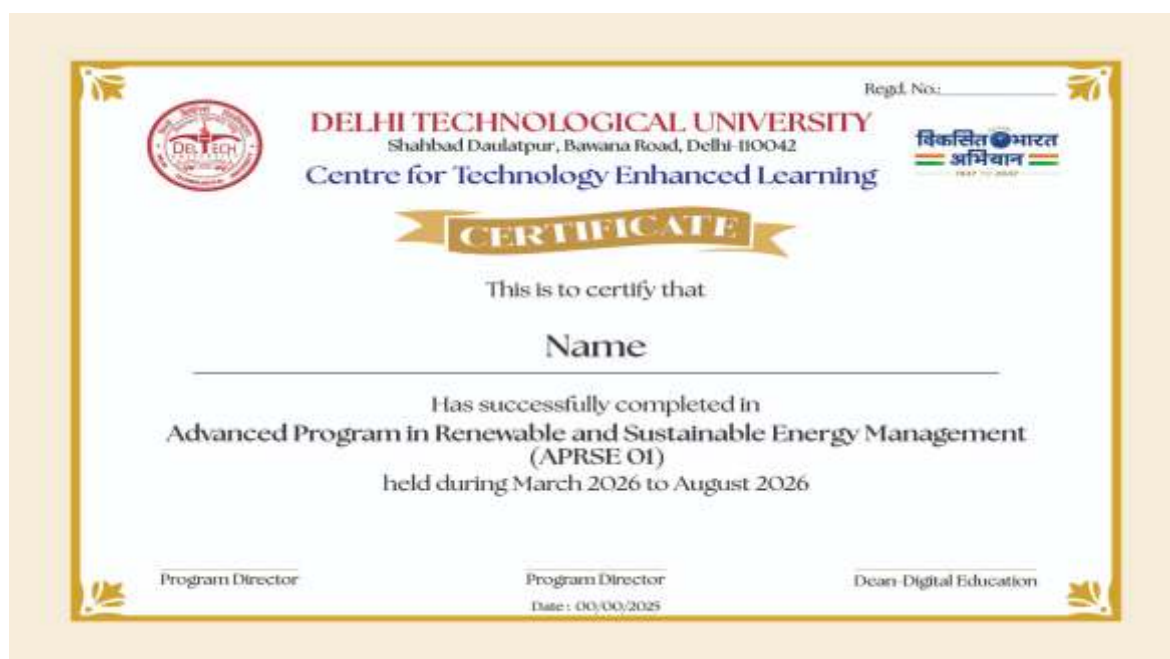 Regd. No.:
DELHI TECHNOLOGICAL UNIVERSITY
Shahbad Daulatpur, Bawana Road, Delhi-110042
Centre for Technology Enhanced Learning
DELTECH
विकसित भारत
अभियान
CERTIFICATE
This is to certify that
Name
Has successfully completed in
Advanced Program in Renewable and Sustainable Energy Management
(APRSE 01)
held during March 2026 to August 2026
Program Director
Program Director
Dean-Digital Education
Date : 00/00/2025